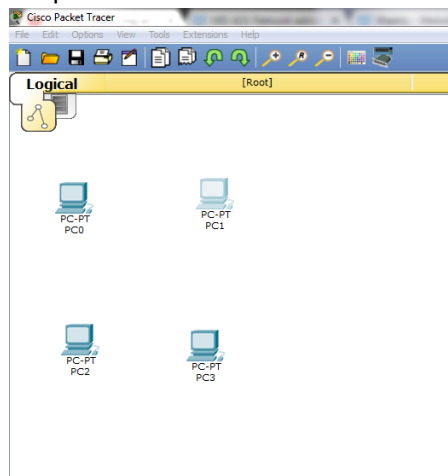 Cisco Packet Tracer
File Edit Options View Tools Extensions Help
Logical [Root]
PC-PT
PC0
PC-PT
PC1
PC-PT
PC2
PC-PT
PC3